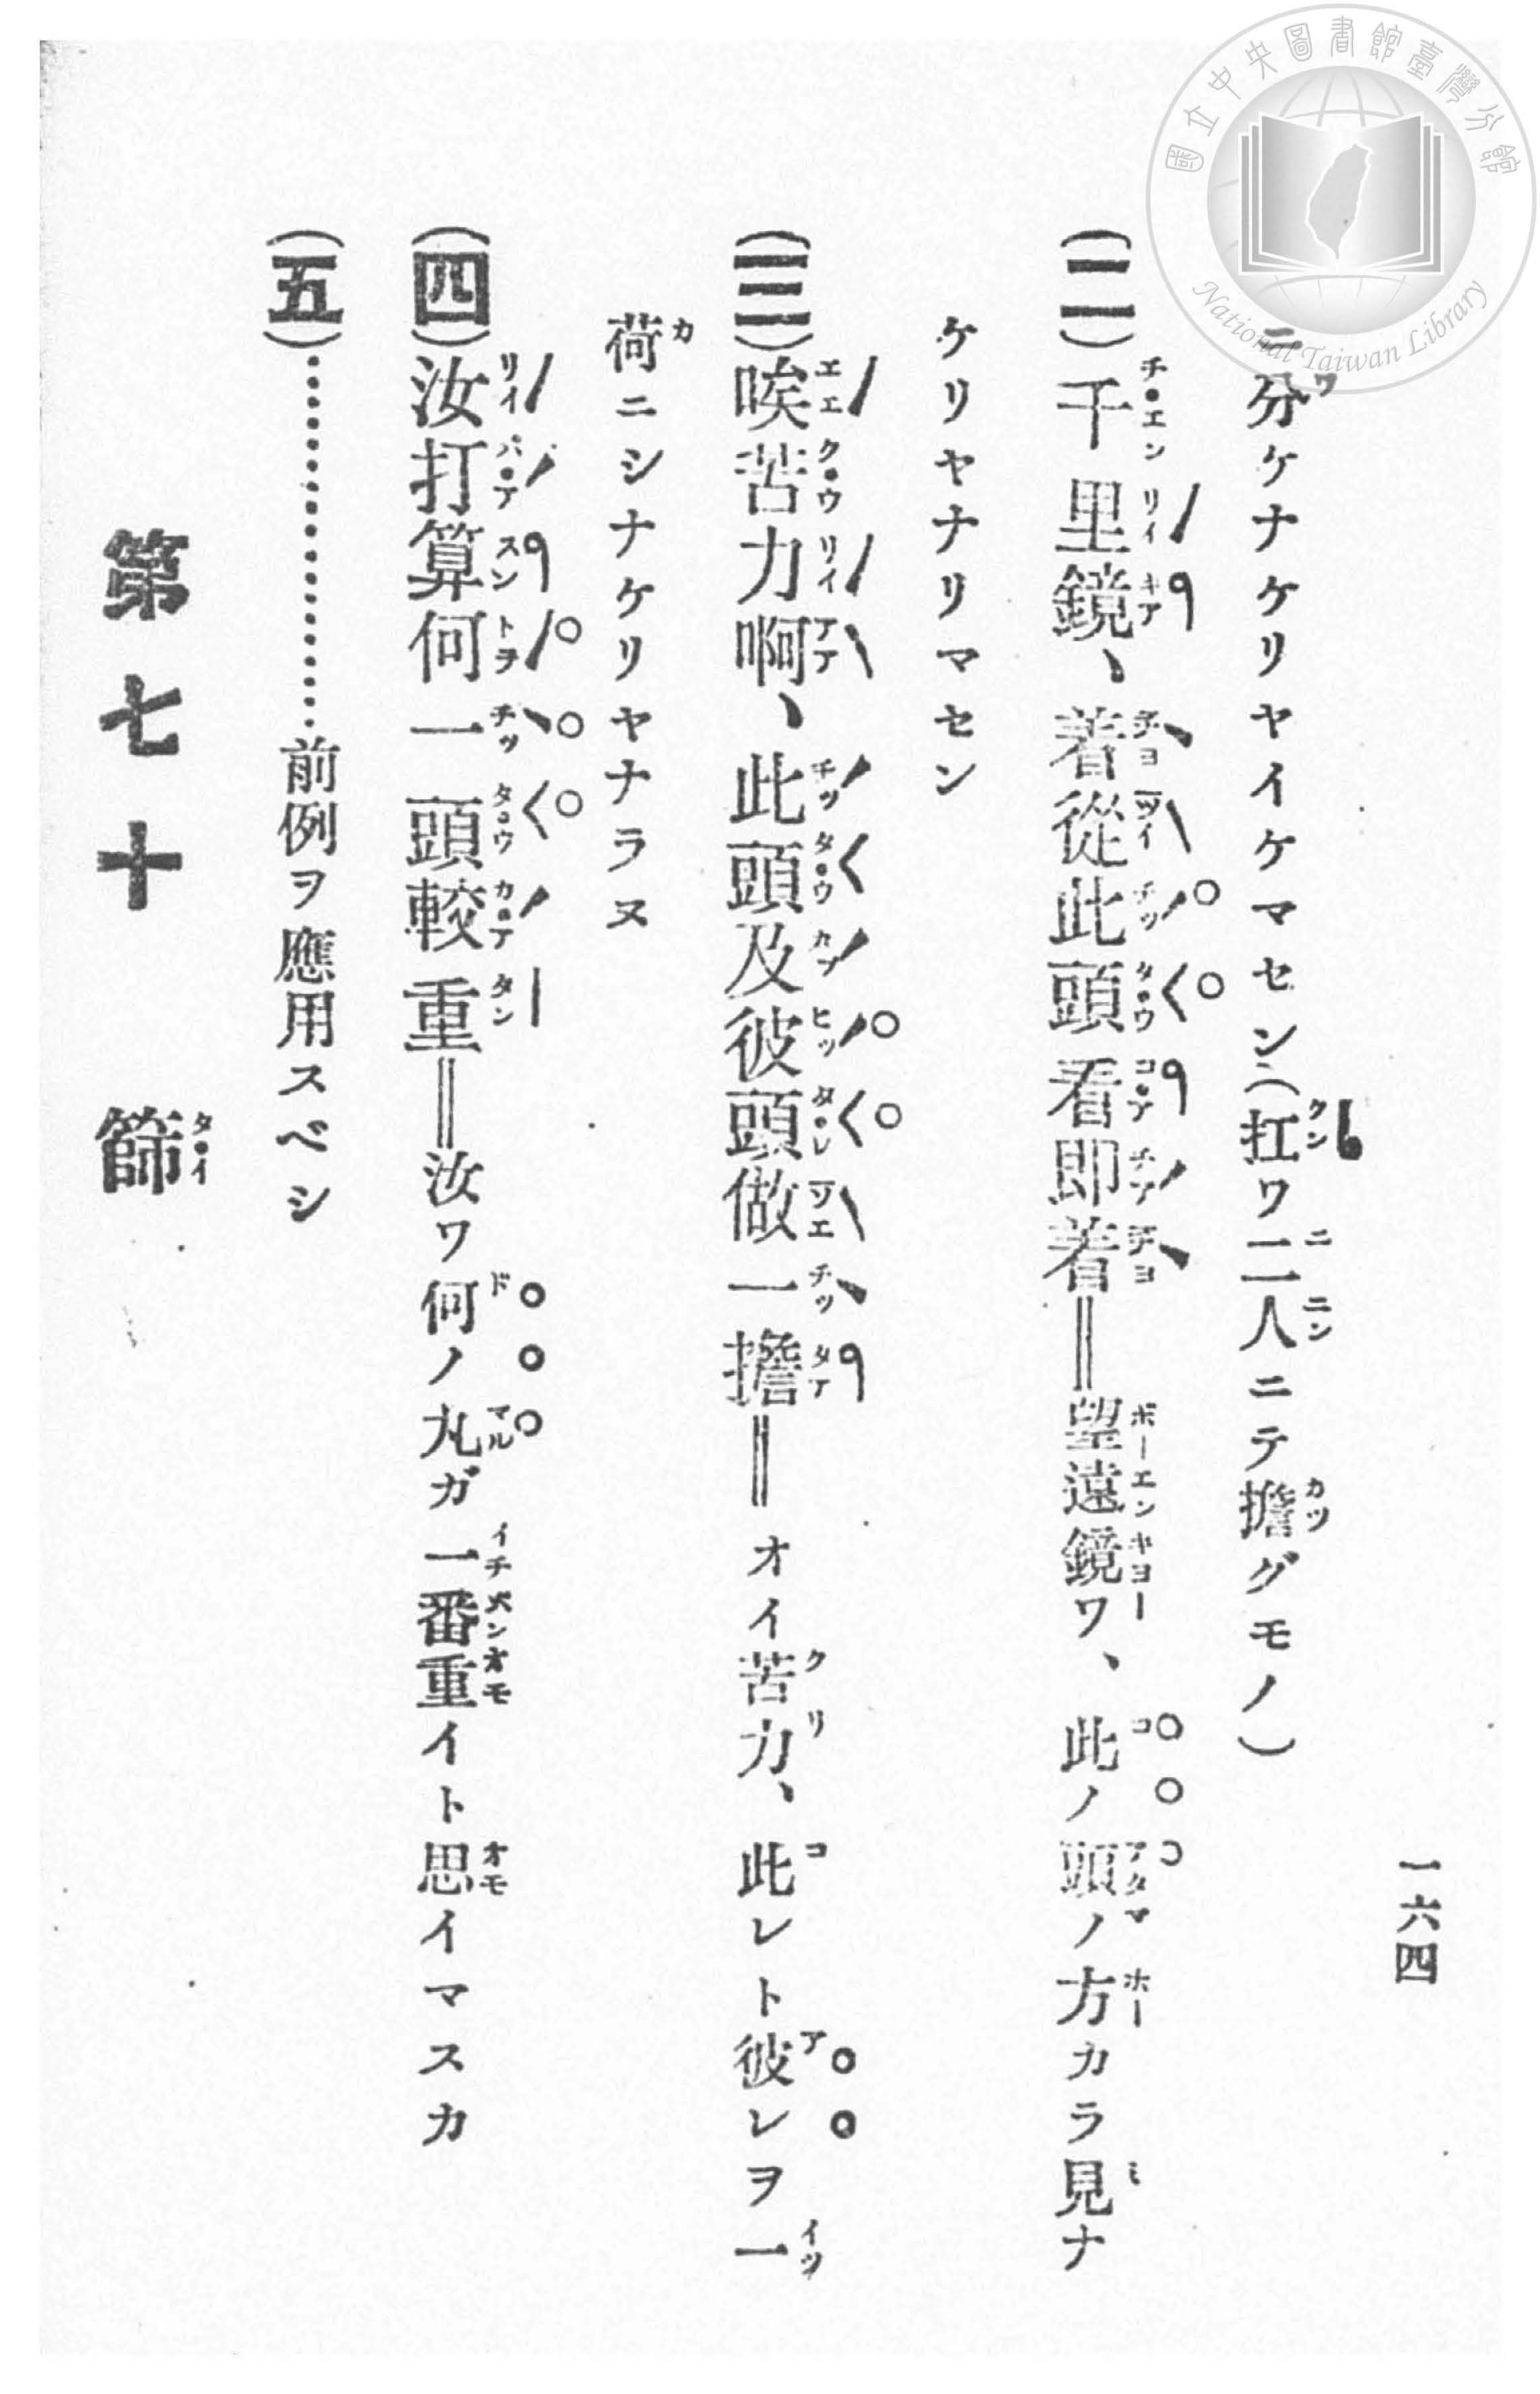 一六四
ニ分ケナケリヤイケマセン(扛ワ二人ニテ擔グモノ)
(二)千里鏡、着從此頭看即着‖望遠鏡ワ、此ノ頭ノ方カラ見ナ
ケリヤナリマセン
(三)唉苦力啊、此頭及彼頭做一擔‖オイ苦力、此レト彼レヲ一
荷ニシナケリヤナラヌ
(四)汝打算何一頭較重‖汝ワ何ノ丸ガ一番重イト思イマスカ
(五)………………前例ヲ應用スベシ
第七十 篩
國立中央圖書館臺灣分館
National Taiwan Library